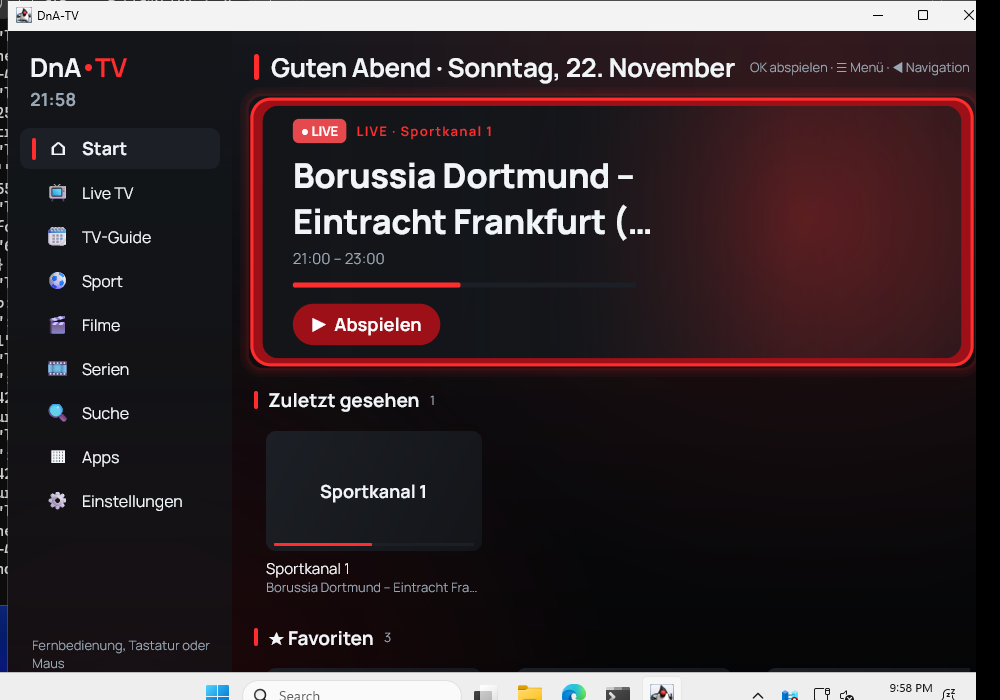 DnA-TV
DnA•TV
21:58
Start
Live TV
TV-Guide
Sport
Filme
Serien
Suche
Apps
Einstellungen
Fernbedienung, Tastatur oder
Maus
Guten Abend · Sonntag, 22. November
OK abspielen · ☰ Menü · ◀ Navigation
● LIVE LIVE · Sportkanal 1
Borussia Dortmund –
Eintracht Frankfurt (…
21:00 – 23:00
▶ Abspielen
Zuletzt gesehen 1
Sportkanal 1
Sportkanal 1
Borussia Dortmund – Eintracht Fra…
★ Favoriten 3
Search
9:58 PM